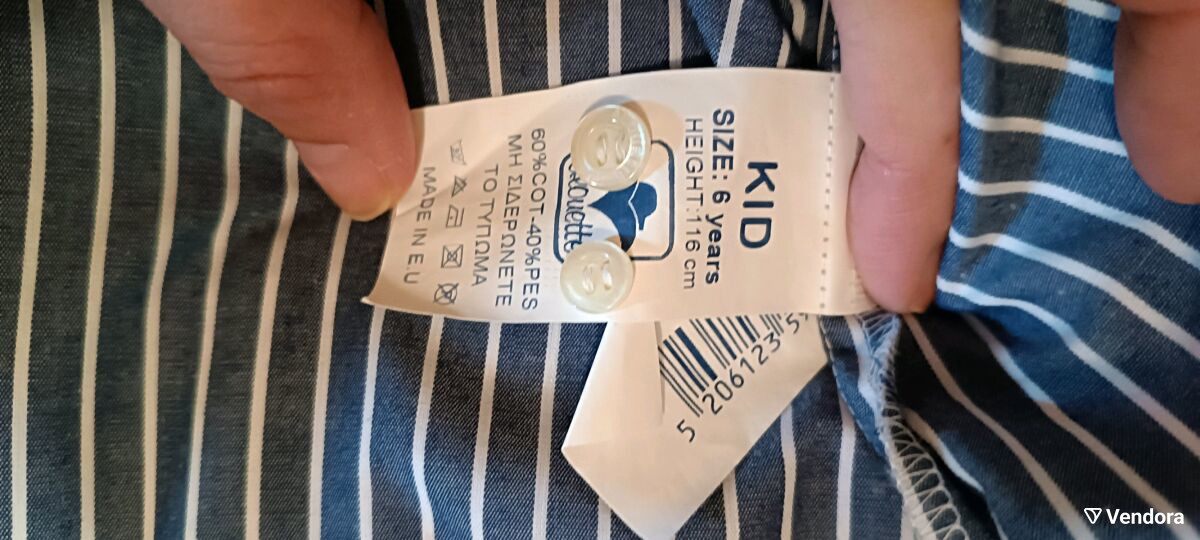 KID
SIZE: 6 years
HEIGHT:116 cm
60%COT-40%PES
ΜΗ ΣΙΔΕΡΩΝΕΤΕ
ΤΟ ΤΥΠΩΜΑ
MADE IN E.U
5 206123 5
Vendora